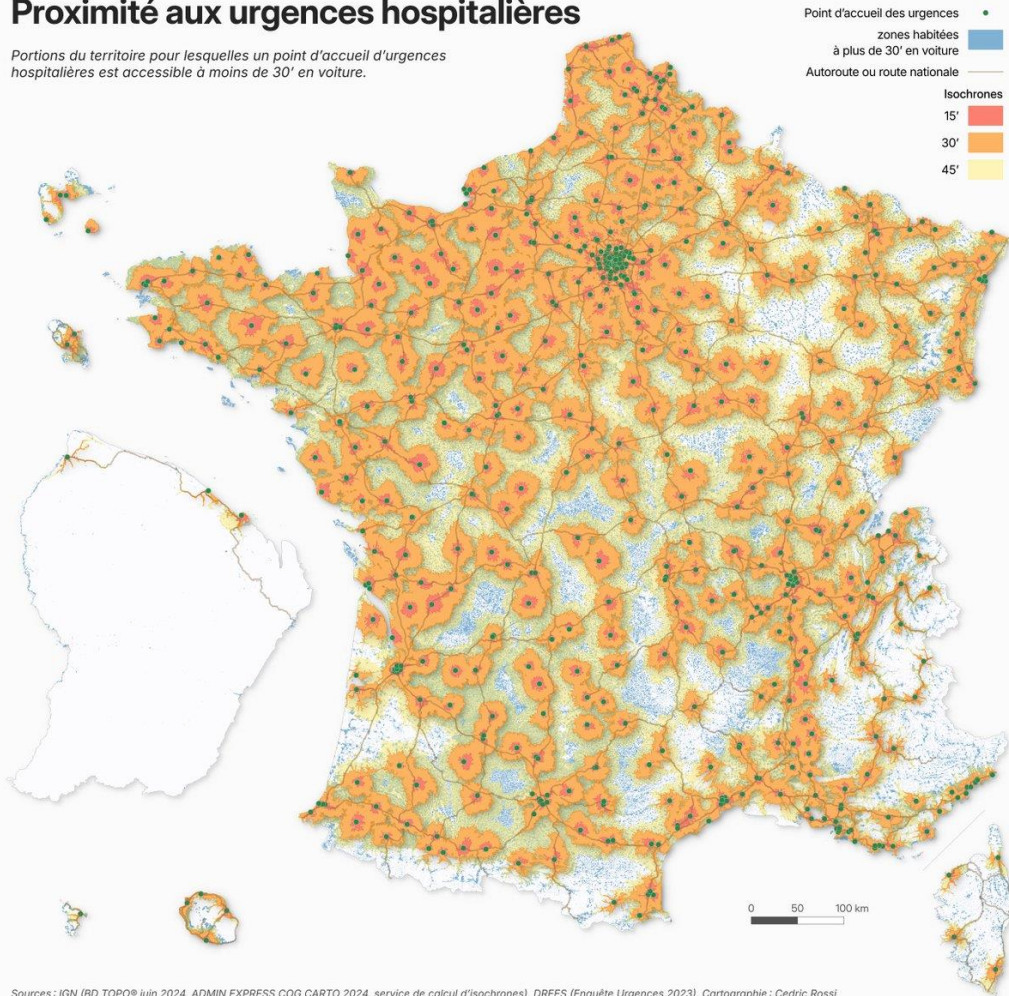 Proximité aux urgences hospitalières
Portions du territoire pour lesquelles un point d’accueil d’urgences
hospitalières est accessible à moins de 30’ en voiture.
Point d’accueil des urgences
zones habitées
à plus de 30’ en voiture
Autoroute ou route nationale
Isochrones
15’
30’
45’
0 50 100 km
Sources : IGN (BD TOPO® juin 2024, ADMIN EXPRESS COG CARTO 2024, service de calcul d’isochrones), DREES (Enquête Urgences 2023). Cartographie : Cedric Rossi